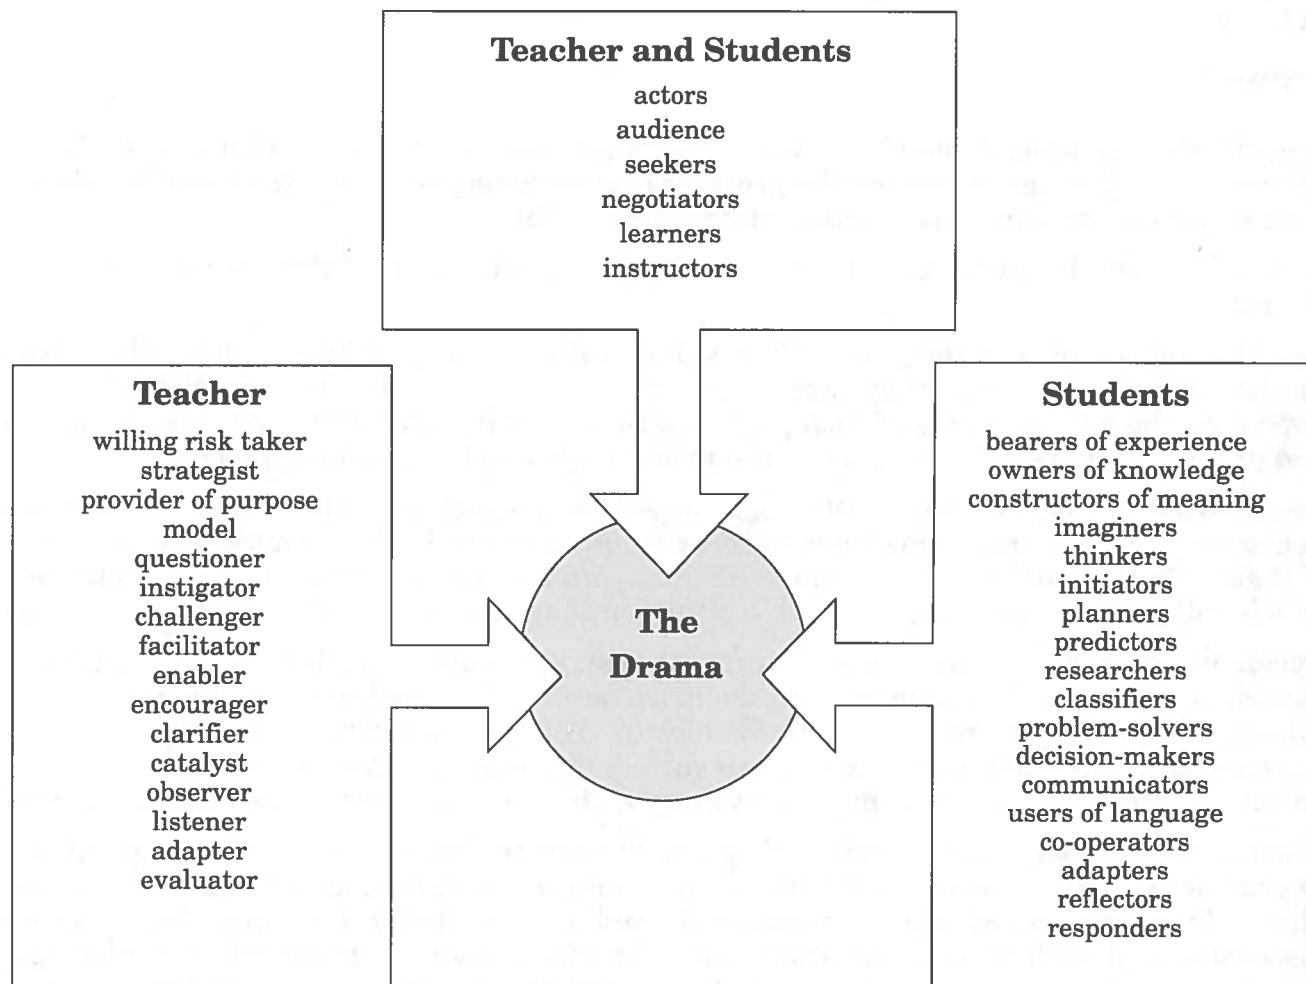 Teacher and Students
actors
audience
seekers
negotiators
learners
instructors
Teacher
willing risk taker
strategist
provider of purpose
model
questioner
instigator
challenger
facilitator
enabler
encourager
clarifier
catalyst
observer
listener
adapter
evaluator
The
Drama
Students
bearers of experience
owners of knowledge
constructors of meaning
imaginers
thinkers
initiators
planners
predictors
researchers
classifiers
problem-solvers
decision-makers
communicators
users of language
co-operators
adapters
reflectors
responders